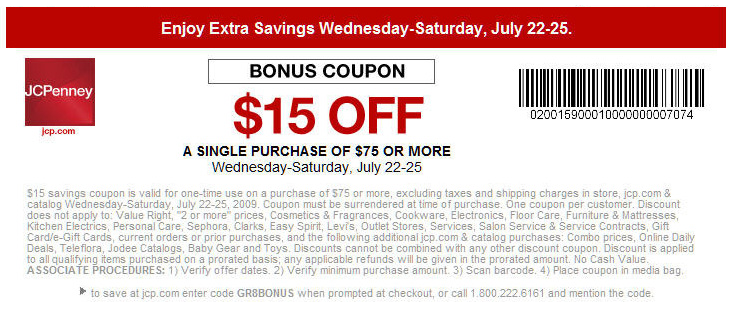 Enjoy Extra Savings Wednesday-Saturday, July 22-25.
JCPenney
jcp.com
BONUS COUPON
$15 OFF
A SINGLE PURCHASE OF $75 OR MORE
Wednesday-Saturday, July 22-25
02001590001000000007074
$15 savings coupon is valid for one-time use on a purchase of $75 or more, excluding taxes and shipping charges in store, jcp.com &
catalog Wednesday-Saturday, July 22-25, 2009. Coupon must be surrendered at time of purchase. One coupon per customer. Discount
does not apply to: Value Right, "2 or more" prices, Cosmetics & Fragrances, Cookware, Electronics, Floor Care, Furniture & Mattresses,
Kitchen Electrics, Personal Care, Sephora, Clarks, Easy Spirit, Levi's, Outlet Stores, Services, Salon Service & Service Contracts, Gift
Card/e-Gift Cards, current orders or prior purchases, and the following additional jcp.com & catalog purchases: Combo prices, Online Daily
Deals, Teleflora, Jodee Catalogs, Baby Gear and Toys. Discounts cannot be combined with any other discount coupon. Discount is applied
to all qualifying items purchased on a prorated basis; any applicable refunds will be given in the prorated amount. No Cash Value.
ASSOCIATE PROCEDURES: 1) Verify offer dates. 2) Verify minimum purchase amount. 3) Scan barcode. 4) Place coupon in media bag.
to save at jcp.com enter code GR8BONUS when prompted at checkout, or call 1.800.222.6161 and mention the code.